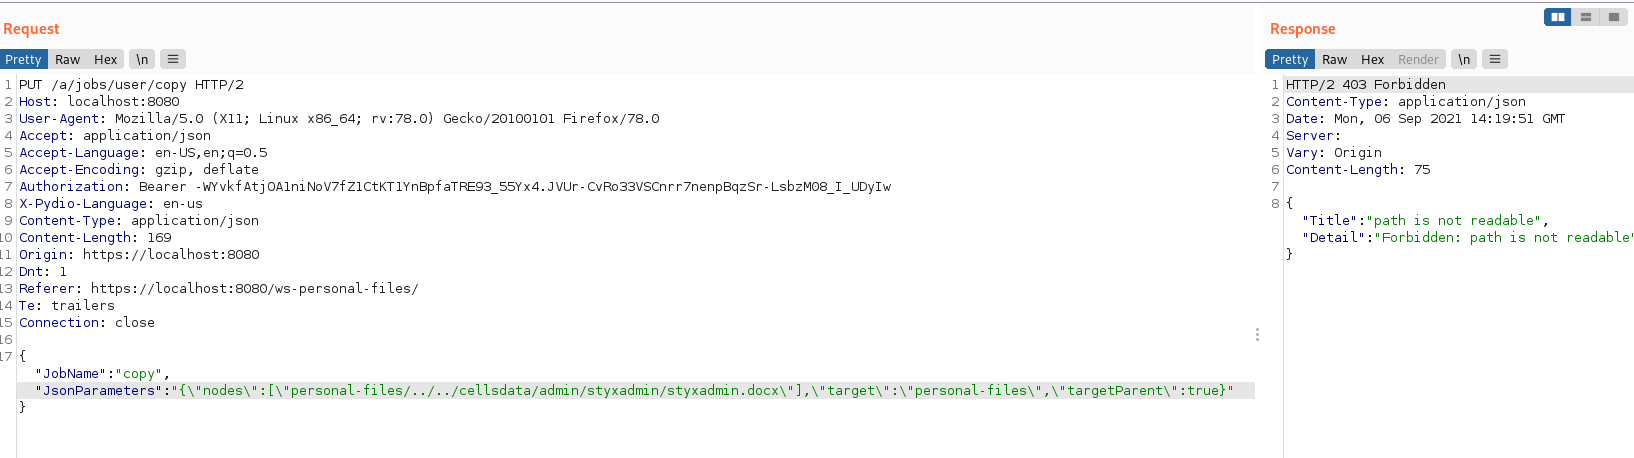 Request
Pretty Raw Hex \n
1 PUT /a/jobs/user/copy HTTP/2
2 Host: localhost:8080
3 User-Agent: Mozilla/5.0 (X11; Linux x86_64; rv:78.0) Gecko/20100101 Firefox/78.0
4 Accept: application/json
5 Accept-Language: en-US,en;q=0.5
6 Accept-Encoding: gzip, deflate
7 Authorization: Bearer -WYvkfAtjOA1niNoV7fZ1CtKT1YnBpfaTRE93_55Yx4.JVUr-CvRo33VSCnrr7nenpBqzSr-LsbzMO8_I_UDyIw
8 X-Pydio-Language: en-us
9 Content-Type: application/json
10 Content-Length: 169
11 Origin: https://localhost:8080
12 Dnt: 1
13 Referer: https://localhost:8080/ws-personal-files/
14 Te: trailers
15 Connection: close
16
17 {
"JobName":"copy",
"JsonParameters":"{\"nodes\":[\"personal-files/../../cellsdata/admin/styxadmin/styxadmin.docx\"],\"target\":\"personal-files\",\"targetParent\":true}"
}
Response
Pretty Raw Hex Render \n
1 HTTP/2 403 Forbidden
2 Content-Type: application/json
3 Date: Mon, 06 Sep 2021 14:19:51 GMT
4 Server:
5 Vary: Origin
6 Content-Length: 75
7
8 {
"Title":"path is not readable",
"Detail":"Forbidden: path is not readable"
}